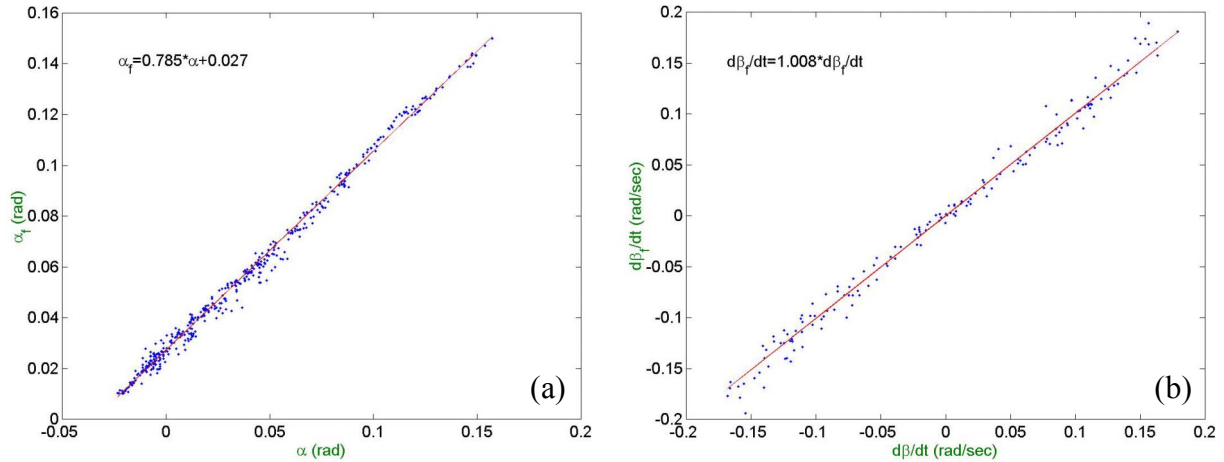 0.16
0.14
0.12
0.1
0.08
0.06
0.04
0.02
0
α_f (rad)
α_f=0.785*α+0.027
(a)
-0.05 0 0.05 0.1 0.15 0.2
α (rad)
0.2
0.15
0.1
0.05
0
-0.05
-0.1
-0.15
-0.2
dβ_f/dt (rad/sec)
dβ_f/dt=1.008*dβ_f/dt
(b)
-0.2 -0.15 -0.1 -0.05 0 0.05 0.1 0.15 0.2
dβ/dt (rad/sec)